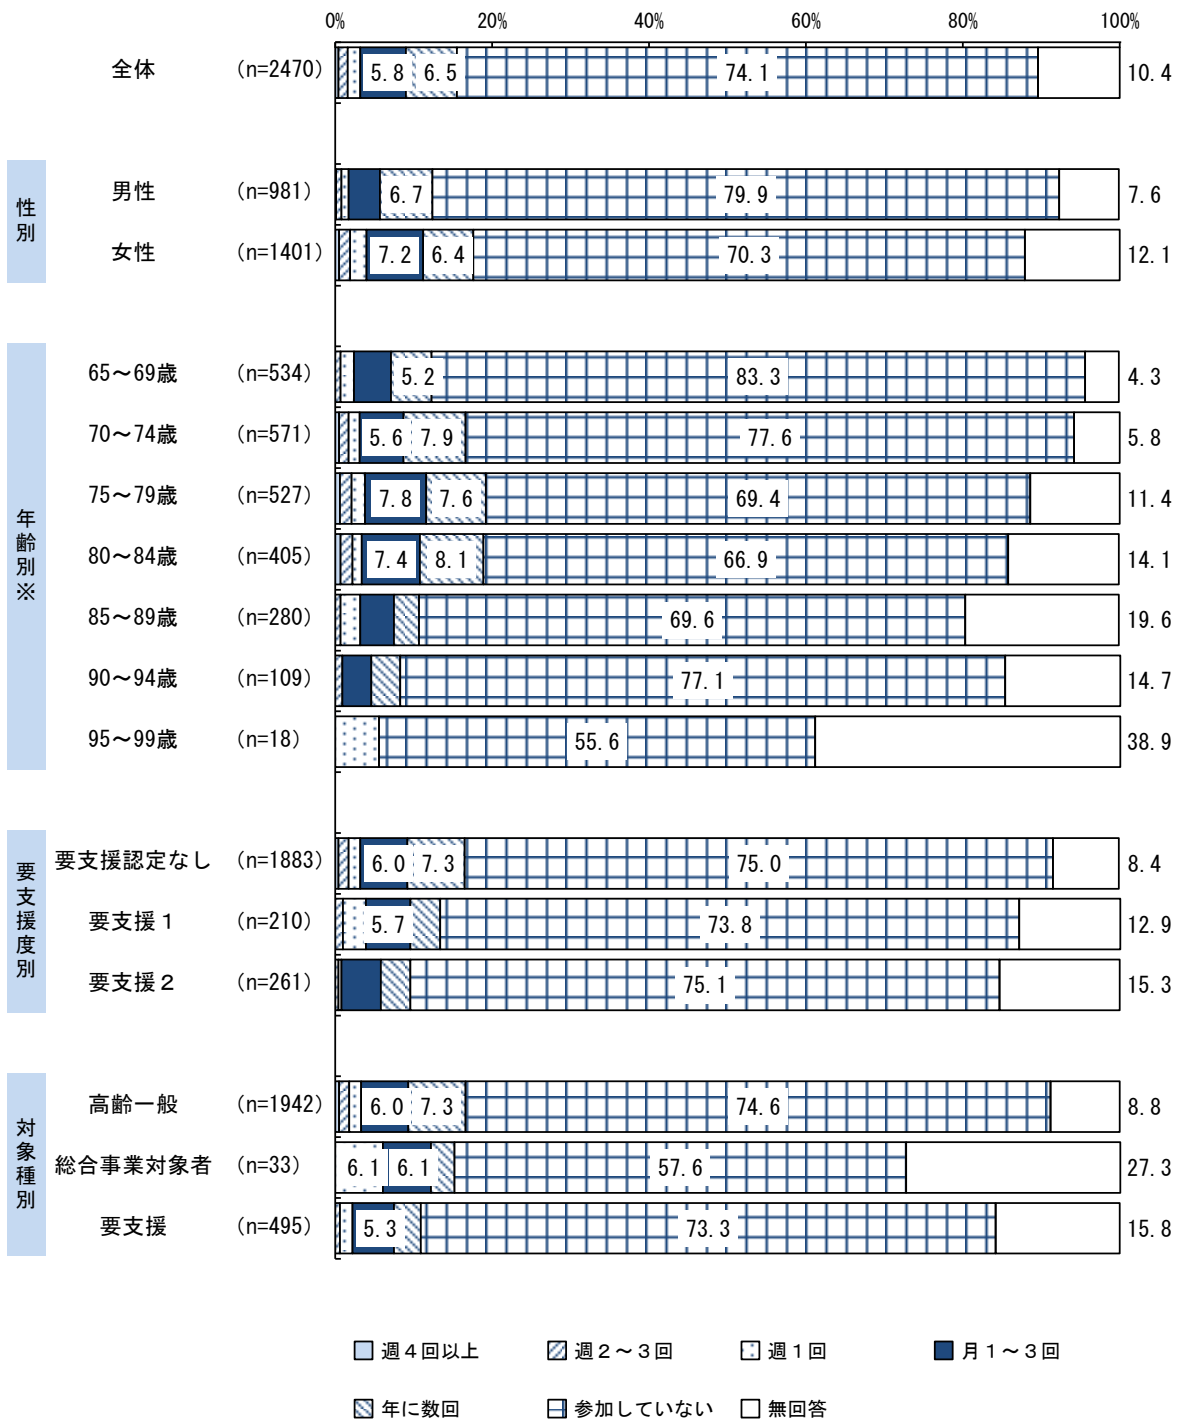 0% 20% 40% 60% 80% 100%
全体 (n=2470) 5.8 6.5 74.1 10.4
性別
男性 (n=981) 6.7 79.9 7.6
女性 (n=1401) 7.2 6.4 70.3 12.1
年齢別※
65～69歳 (n=534) 5.2 83.3 4.3
70～74歳 (n=571) 5.6 7.9 77.6 5.8
75～79歳 (n=527) 7.8 7.6 69.4 11.4
80～84歳 (n=405) 7.4 8.1 66.9 14.1
85～89歳 (n=280) 69.6 19.6
90～94歳 (n=109) 77.1 14.7
95～99歳 (n=18) 55.6 38.9
要支援度別
要支援認定なし (n=1883) 6.0 7.3 75.0 8.4
要支援１ (n=210) 5.7 73.8 12.9
要支援２ (n=261) 75.1 15.3
対象種別
高齢一般 (n=1942) 6.0 7.3 74.6 8.8
総合事業対象者 (n=33) 6.1 6.1 57.6 27.3
要支援 (n=495) 5.3 73.3 15.8
週４回以上 週２～３回 週１回 月１～３回
年に数回 参加していない 無回答